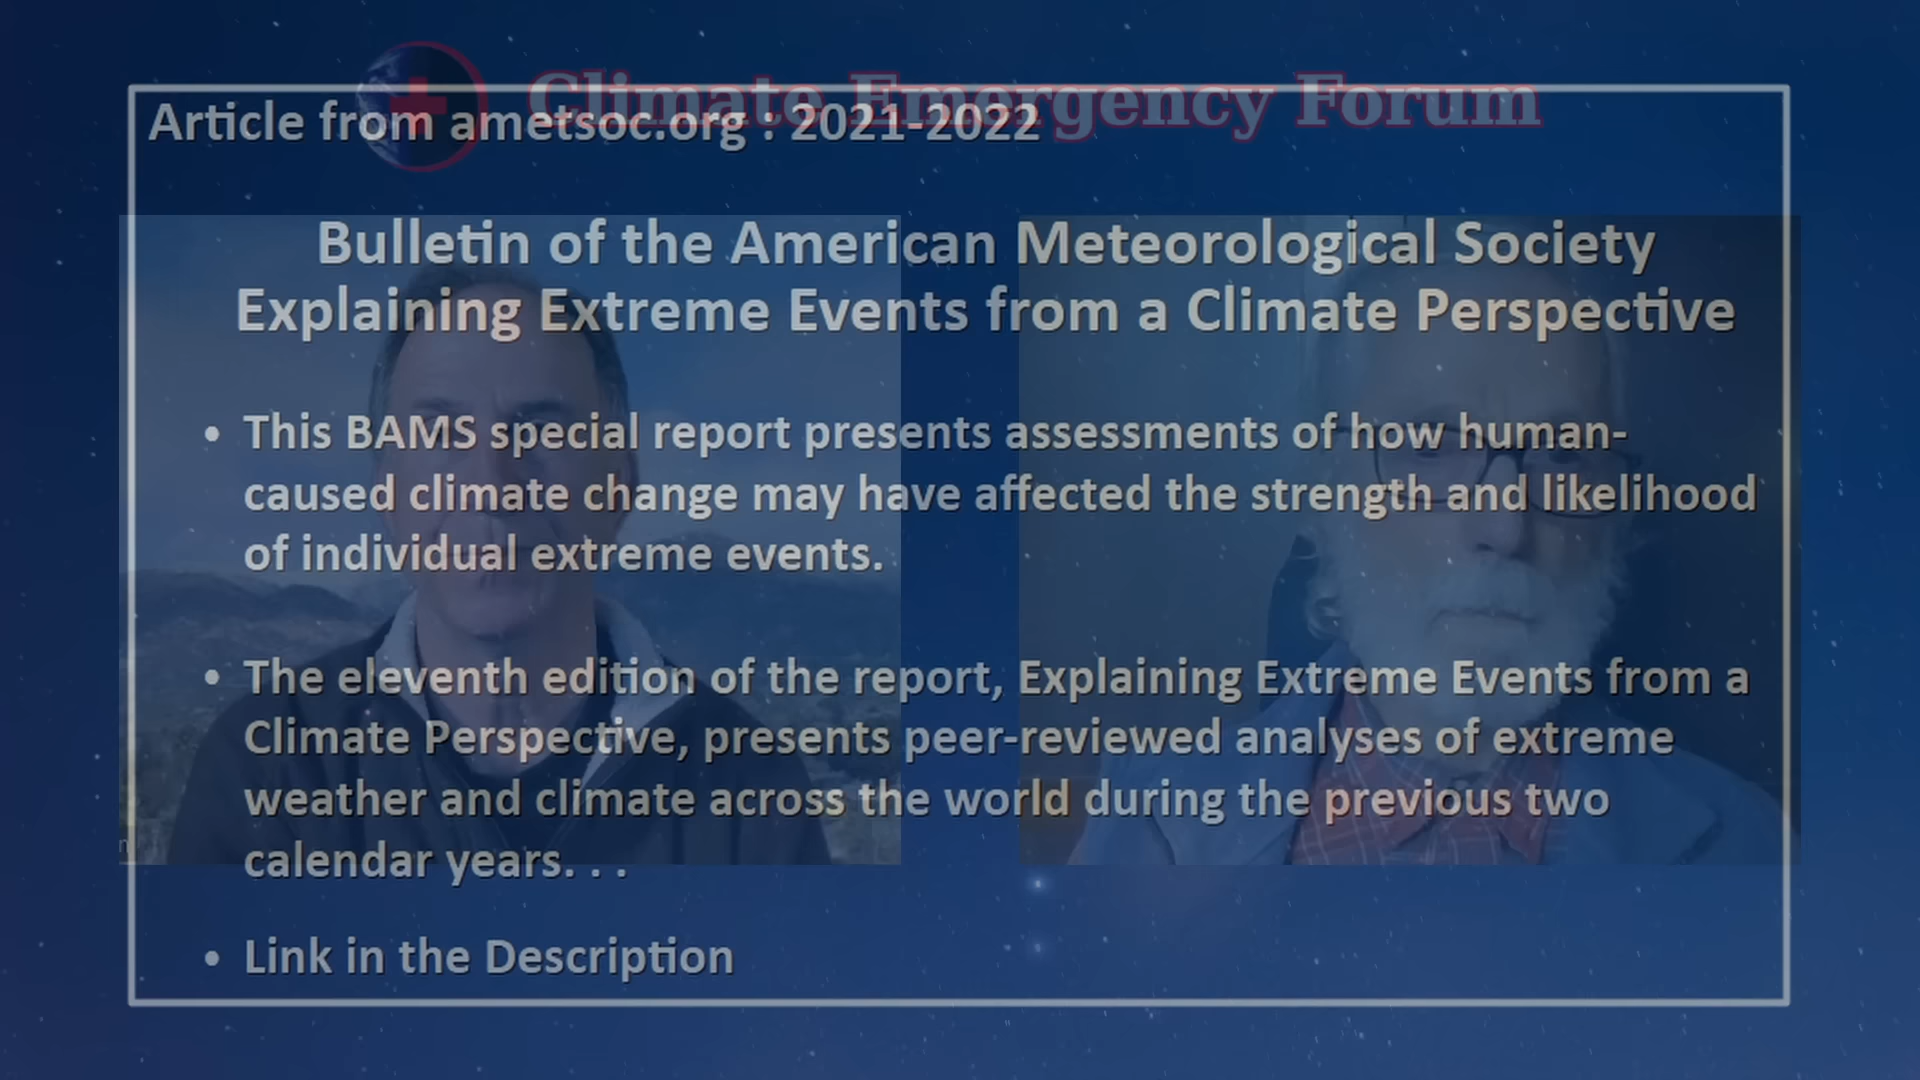 Climate Emergency Forum
Article from ametsoc.org : 2021-2022
Bulletin of the American Meteorological Society
Explaining Extreme Events from a Climate Perspective
• This BAMS special report presents assessments of how human-
caused climate change may have affected the strength and likelihood
of individual extreme events.
• The eleventh edition of the report, Explaining Extreme Events from a
Climate Perspective, presents peer-reviewed analyses of extreme
weather and climate across the world during the previous two
calendar years. . .
• Link in the Description